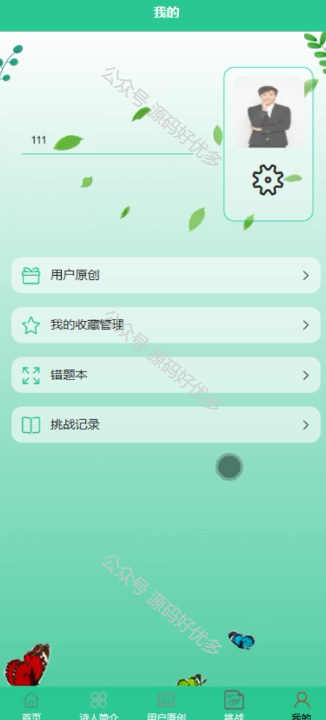 我的
公众号 源码好优多
111
用户原创
我的收藏管理
公众号 源码好优多
错题本
挑战记录
公众号 源码好优多
首页
诗人简介
用户原创
挑战
我的